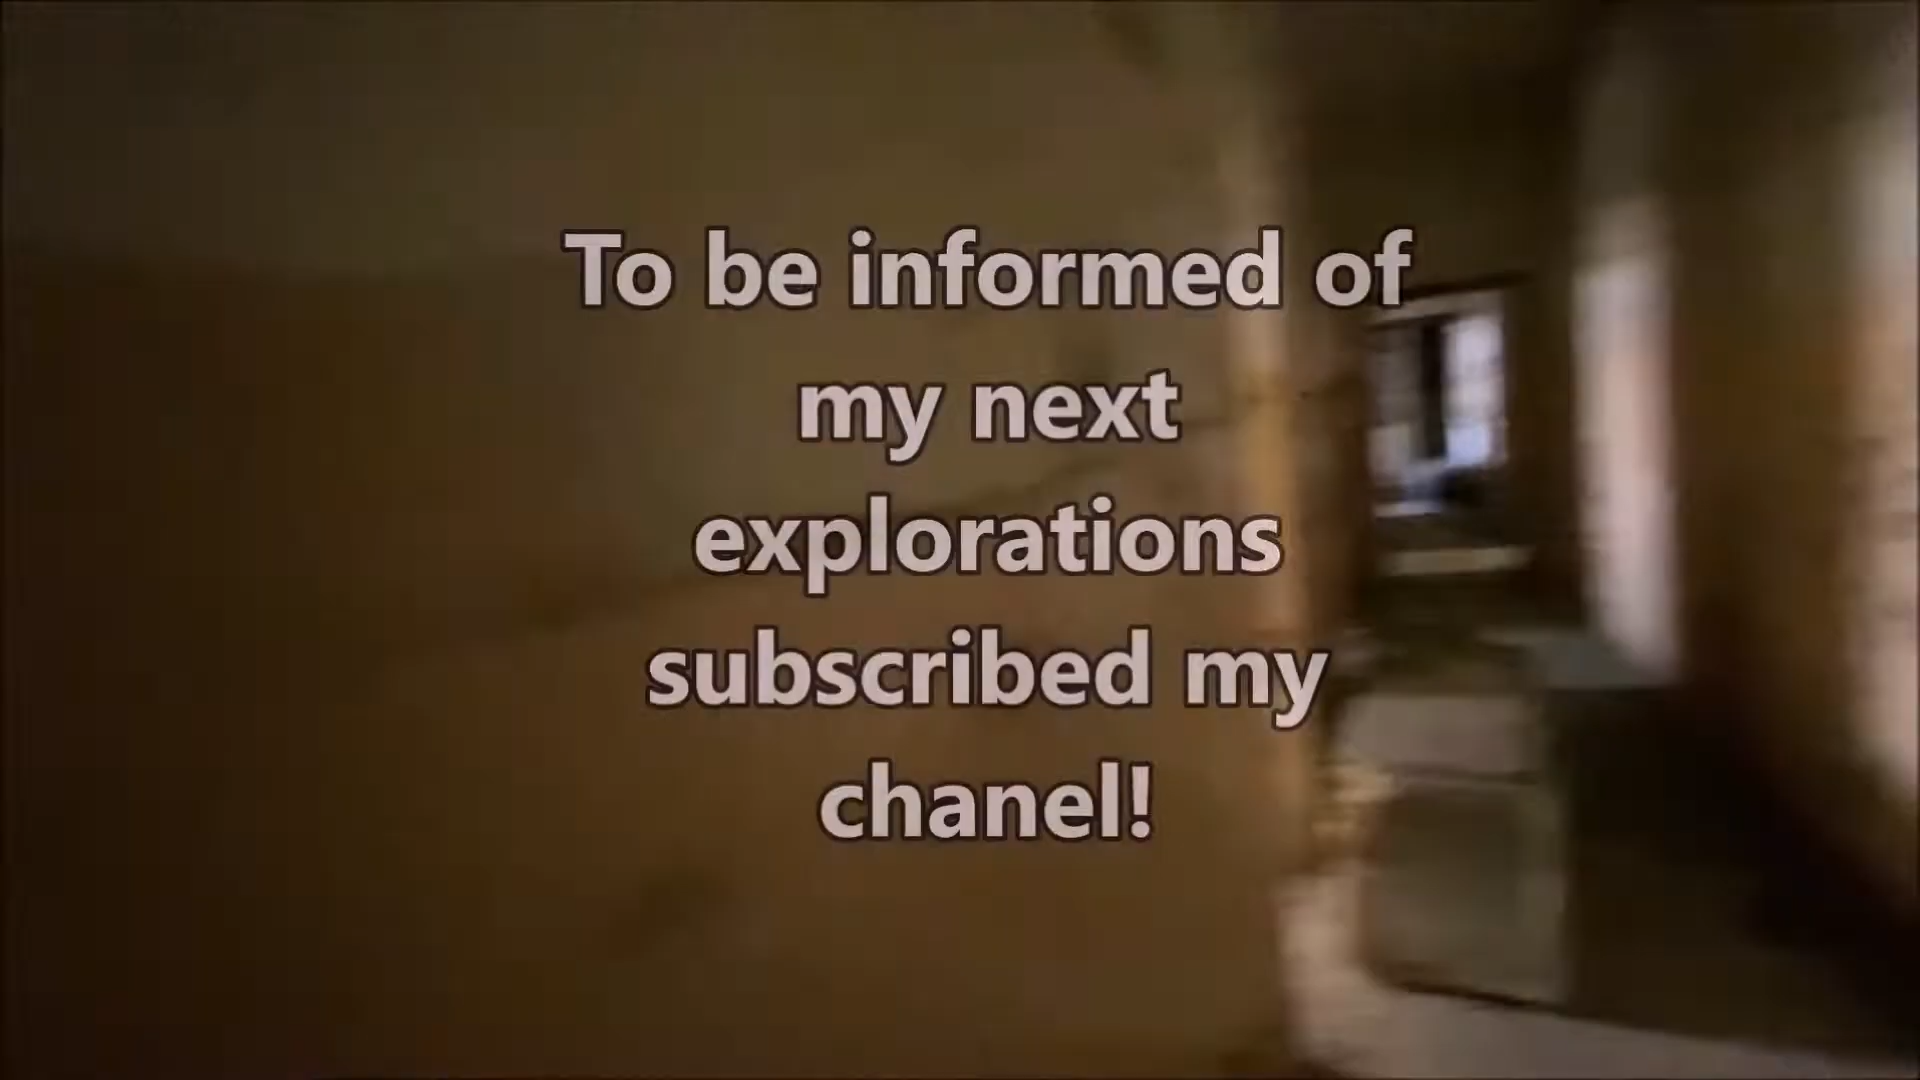 To be informed of
my next
explorations
subscribed my
chanel!